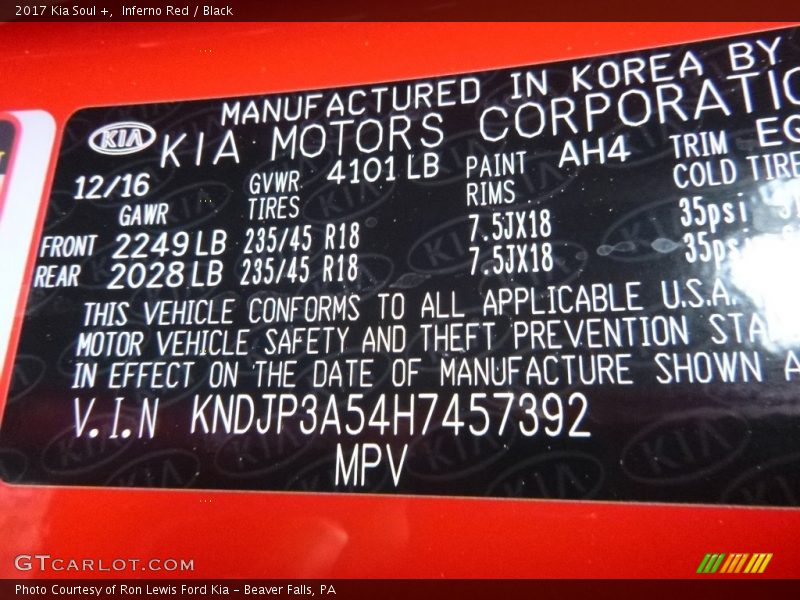 2017 Kia Soul +,  Inferno Red / Black
MANUFACTURED IN KOREA BY
KIA KIA MOTORS CORPORATIO
12/16 GVWR 4101 LB PAINT AH4 TRIM EQ
GAWR TIRES RIMS COLD TIRE
FRONT 2249 LB 235/45 R18 7.5JX18 35psi
REAR 2028 LB 235/45 R18 7.5JX18 35psi
THIS VEHICLE CONFORMS TO ALL APPLICABLE U.S.A.
MOTOR VEHICLE SAFETY AND THEFT PREVENTION STA
IN EFFECT ON THE DATE OF MANUFACTURE SHOWN A
V.I.N KNDJP3A54H7457392
MPV
GTCARLOT.COM
Photo Courtesy of Ron Lewis Ford Kia - Beaver Falls, PA